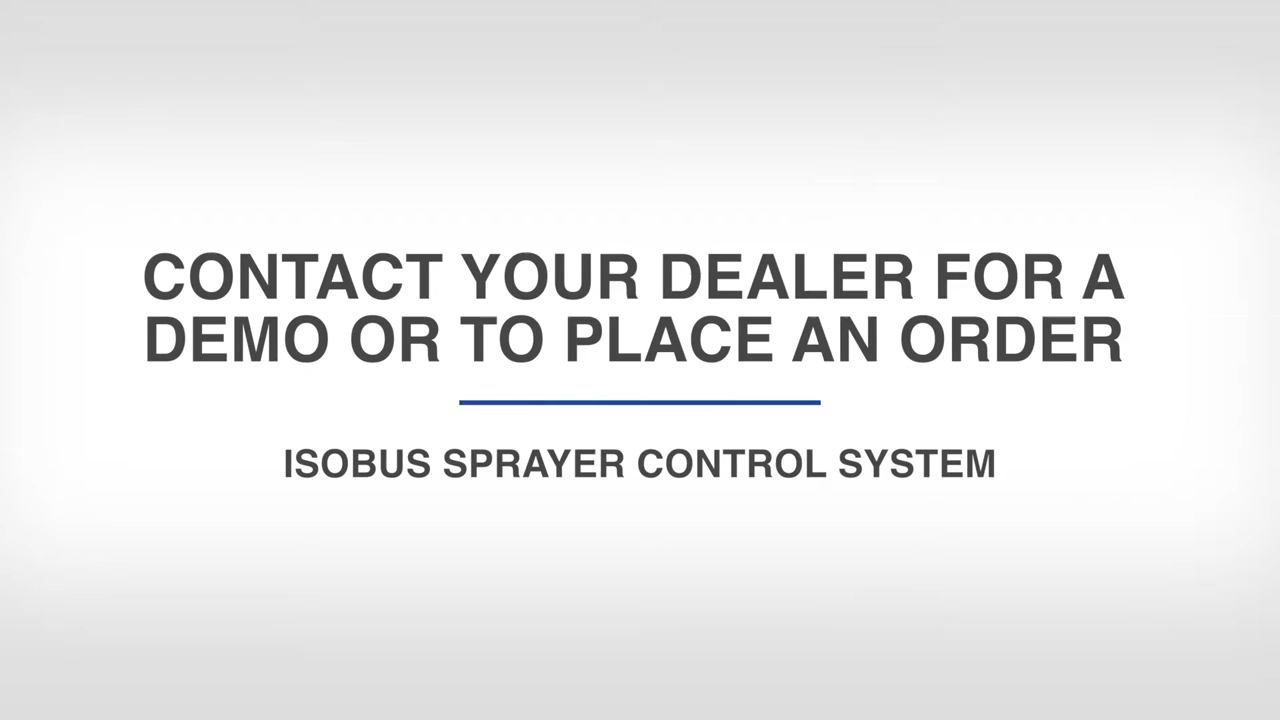 CONTACT YOUR DEALER FOR A
DEMO OR TO PLACE AN ORDER
ISOBUS SPRAYER CONTROL SYSTEM